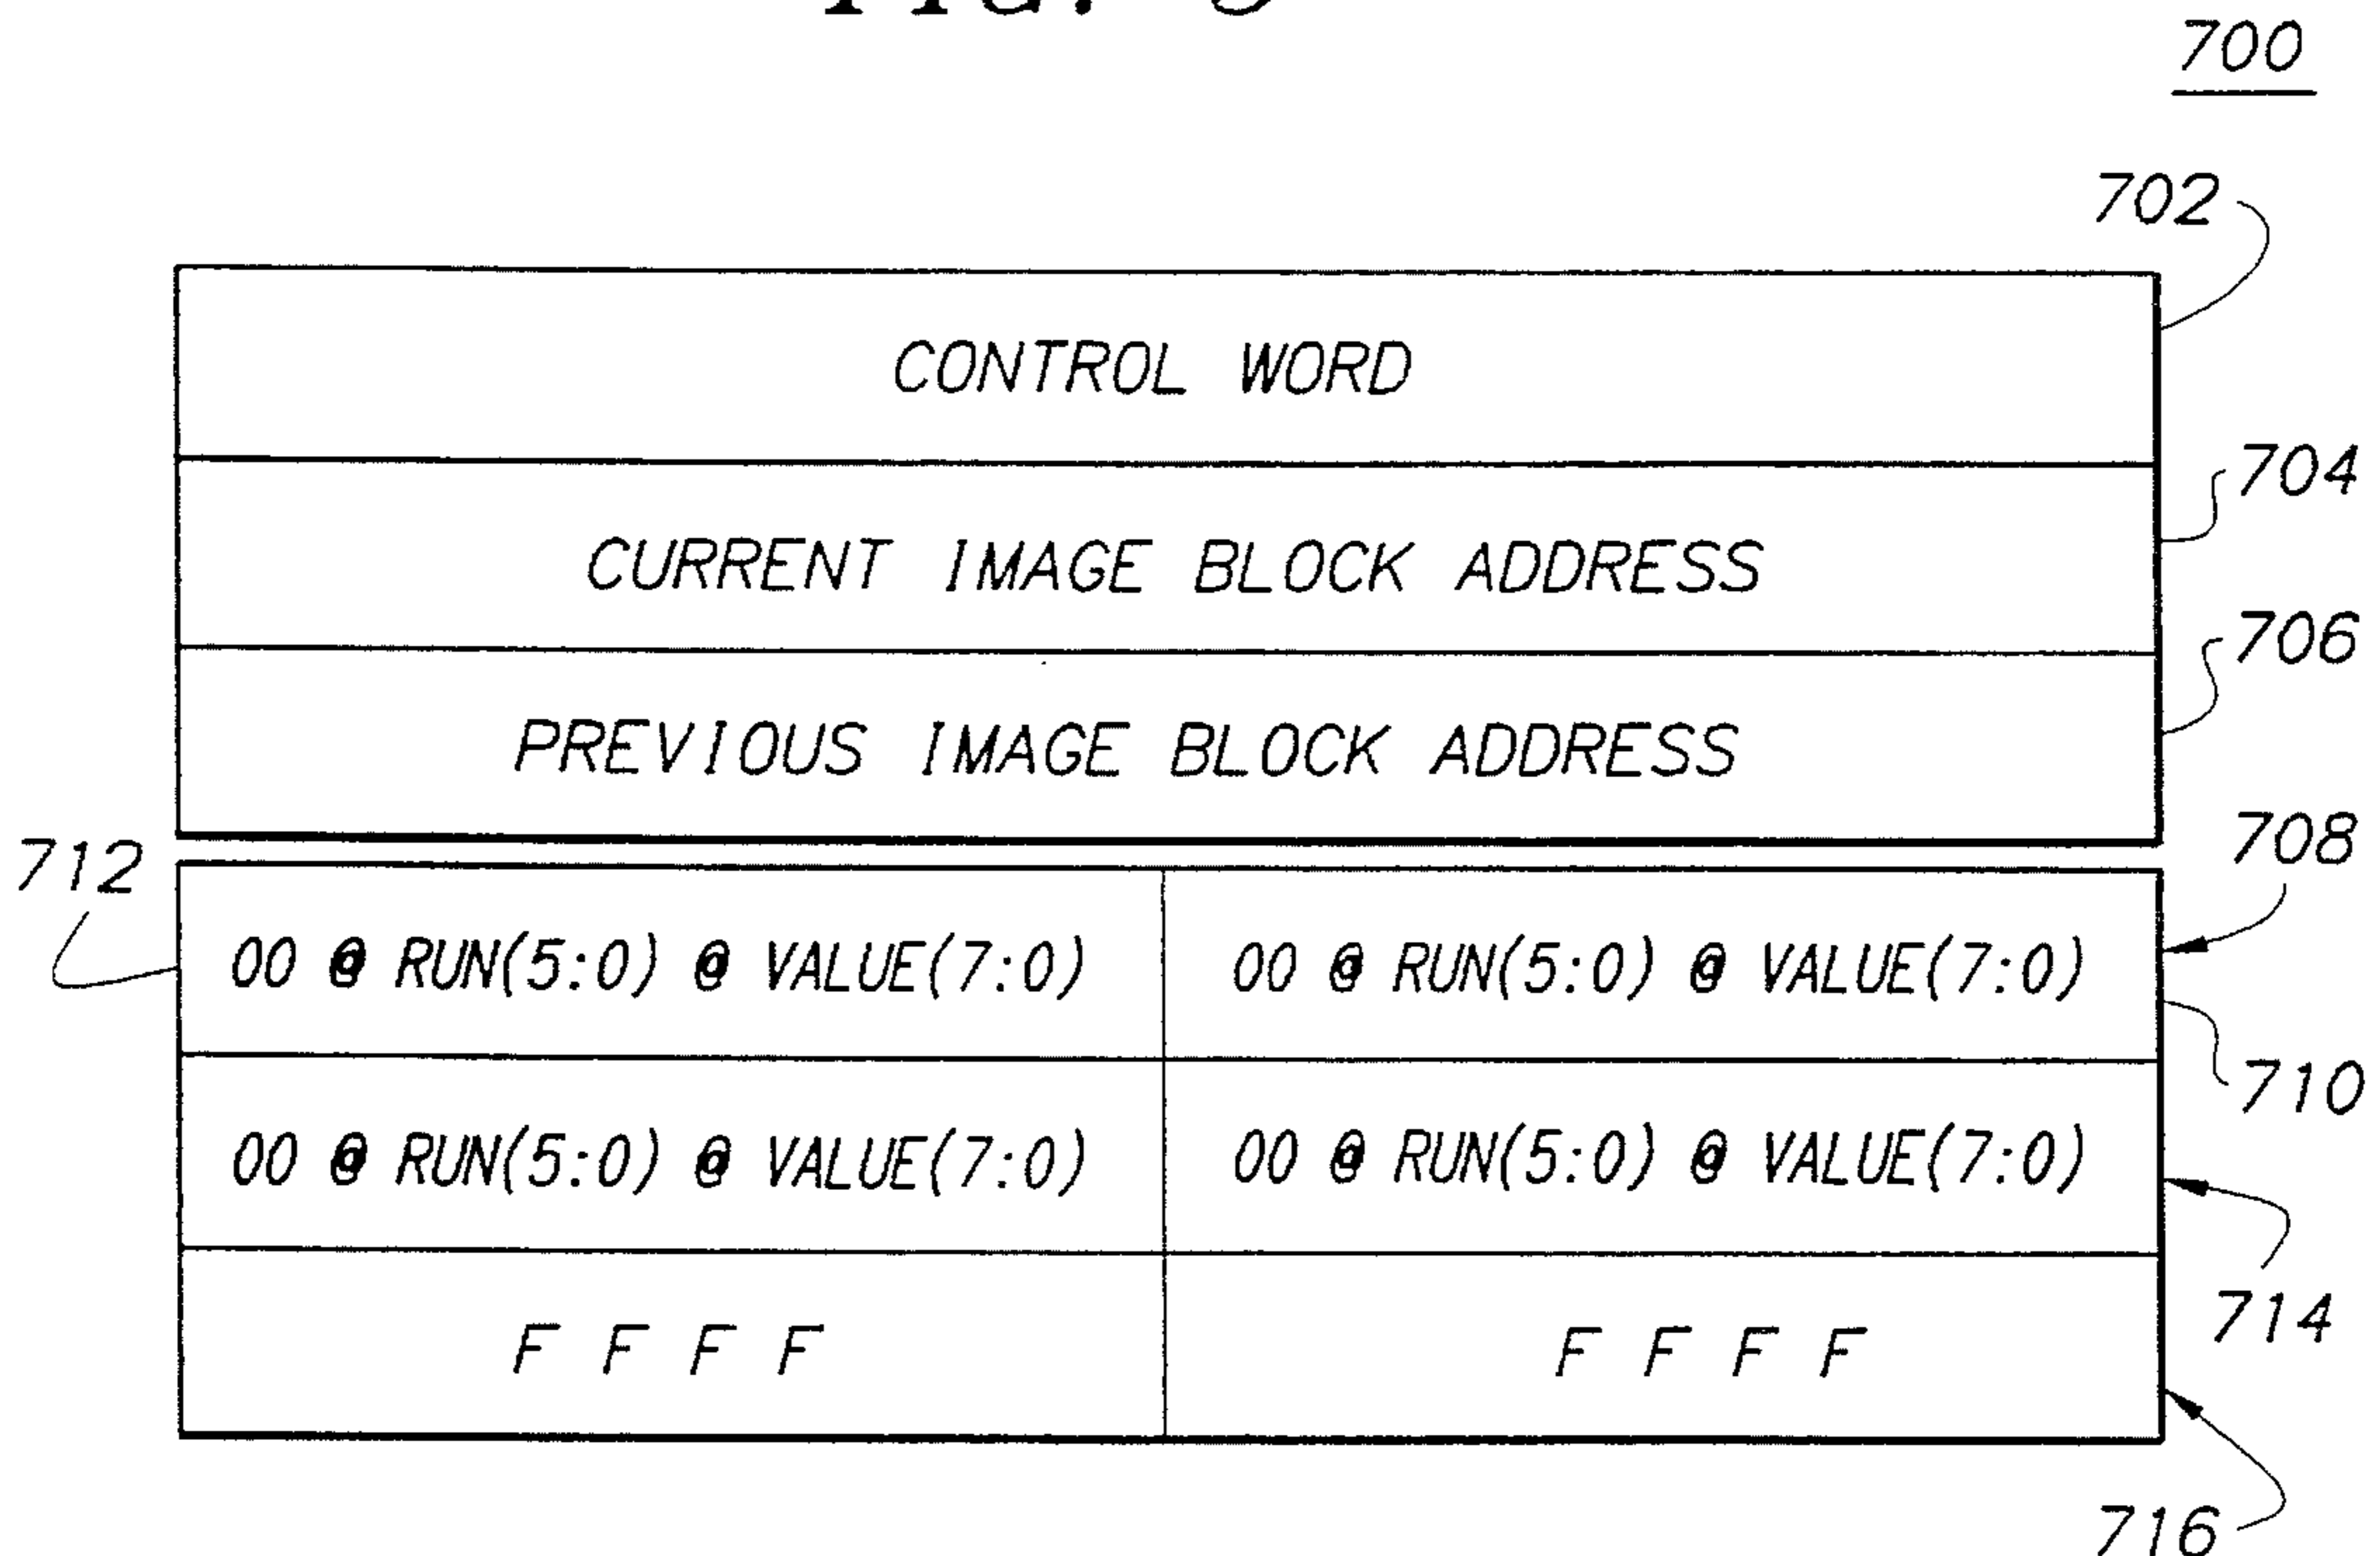 700
702
CONTROL WORD
704
CURRENT IMAGE BLOCK ADDRESS
706
PREVIOUS IMAGE BLOCK ADDRESS
708
712
00 @ RUN(5:0) @ VALUE(7:0) 00 @ RUN(5:0) @ VALUE(7:0)
710
00 @ RUN(5:0) @ VALUE(7:0) 00 @ RUN(5:0) @ VALUE(7:0)
714
F F F F F F F F
716